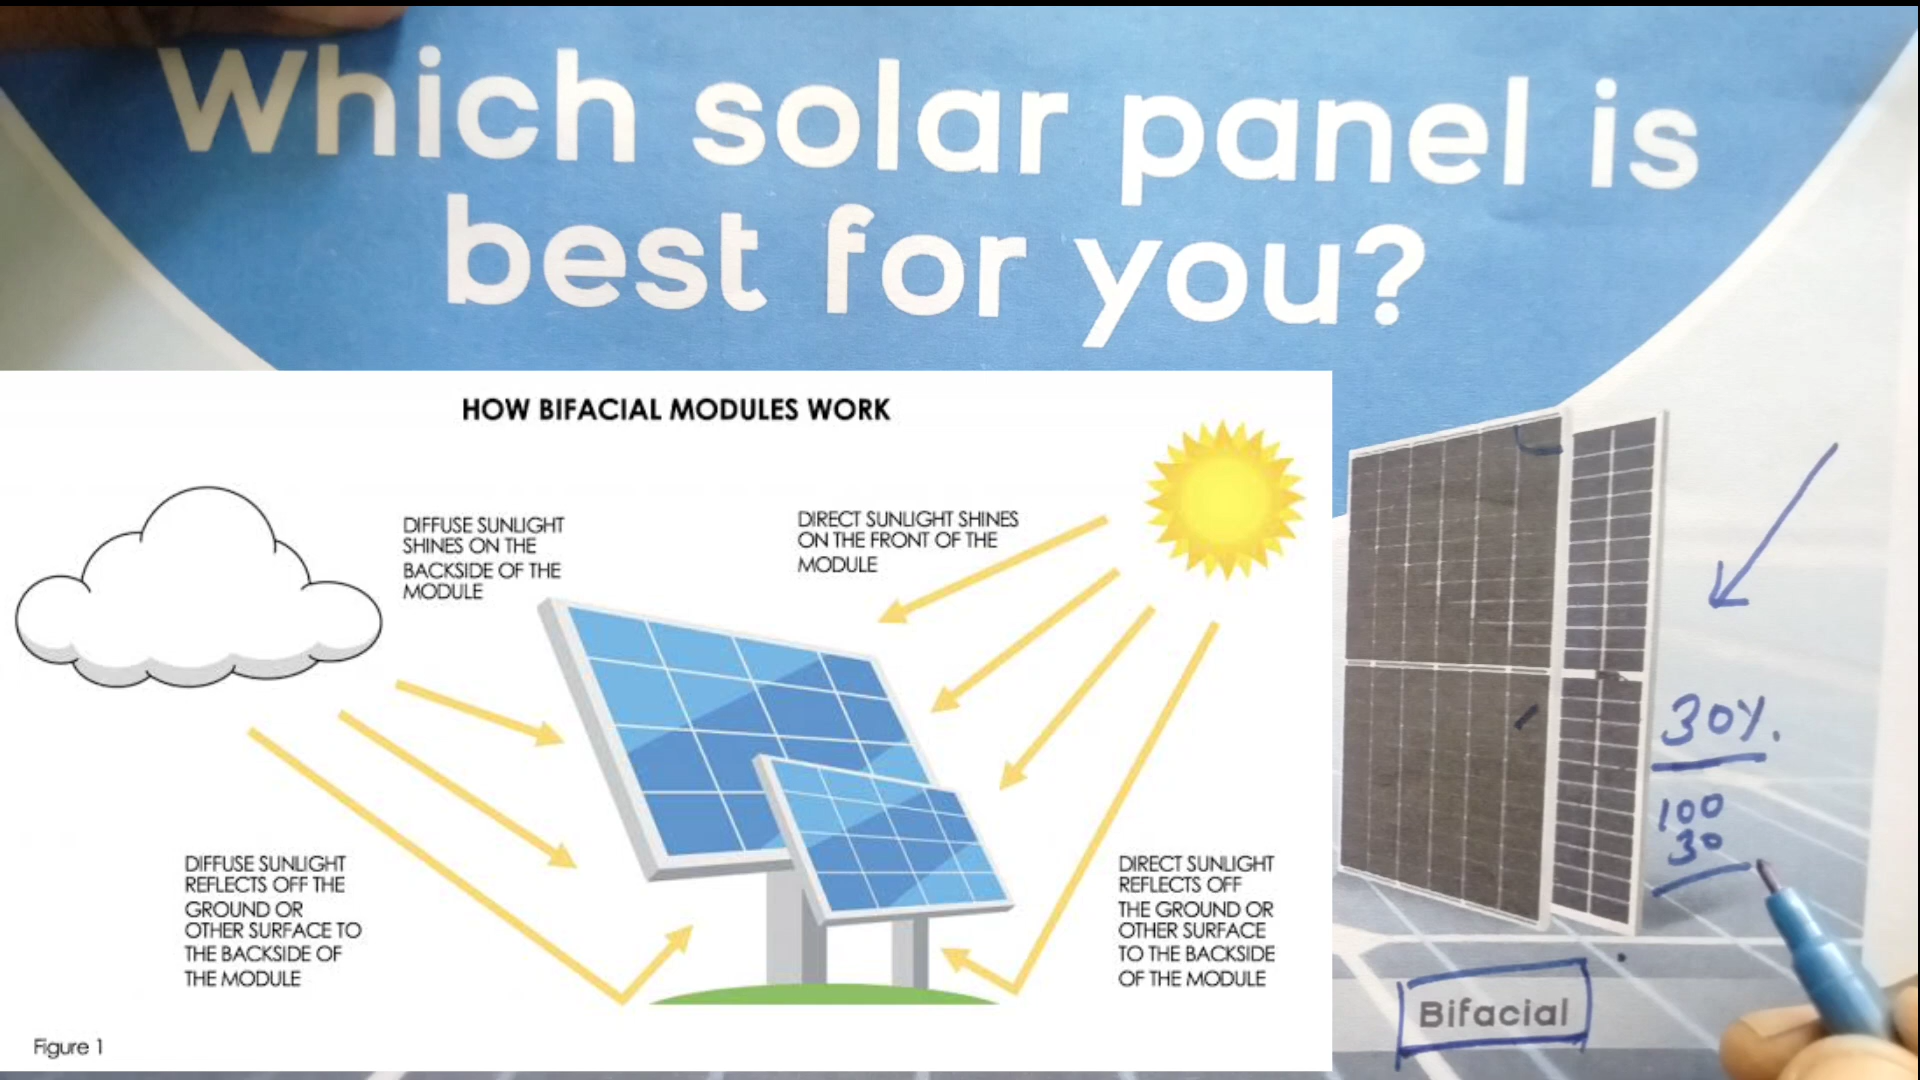 Which solar panel is
best for you?
HOW BIFACIAL MODULES WORK
DIFFUSE SUNLIGHT
SHINES ON THE
BACKSIDE OF THE
MODULE
DIRECT SUNLIGHT SHINES
ON THE FRONT OF THE
MODULE
DIFFUSE SUNLIGHT
REFLECTS OFF THE
GROUND OR
OTHER SURFACE TO
THE BACKSIDE OF
THE MODULE
DIRECT SUNLIGHT
REFLECTS OFF
THE GROUND OR
OTHER SURFACE
TO THE BACKSIDE
OF THE MODULE
Figure 1
30%.
100
30
Bifacial